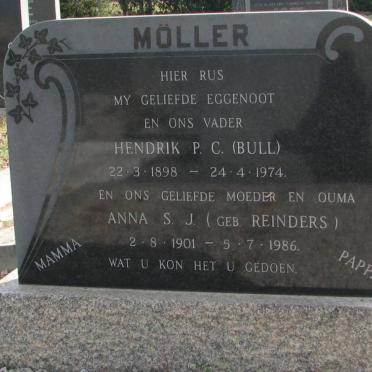 MÖLLER
HIER RUS
MY GELIEFDE EGGENOOT
EN ONS VADER
HENDRIK P. C. (BULL)
22·3·1898 - 24·4·1974.
EN ONS GELIEFDE MOEDER EN OUMA
ANNA S. J. (GEB. REINDERS)
2·8·1901 - 5·7·1986.
WAT U KON HET U GEDOEN.
MAMMA